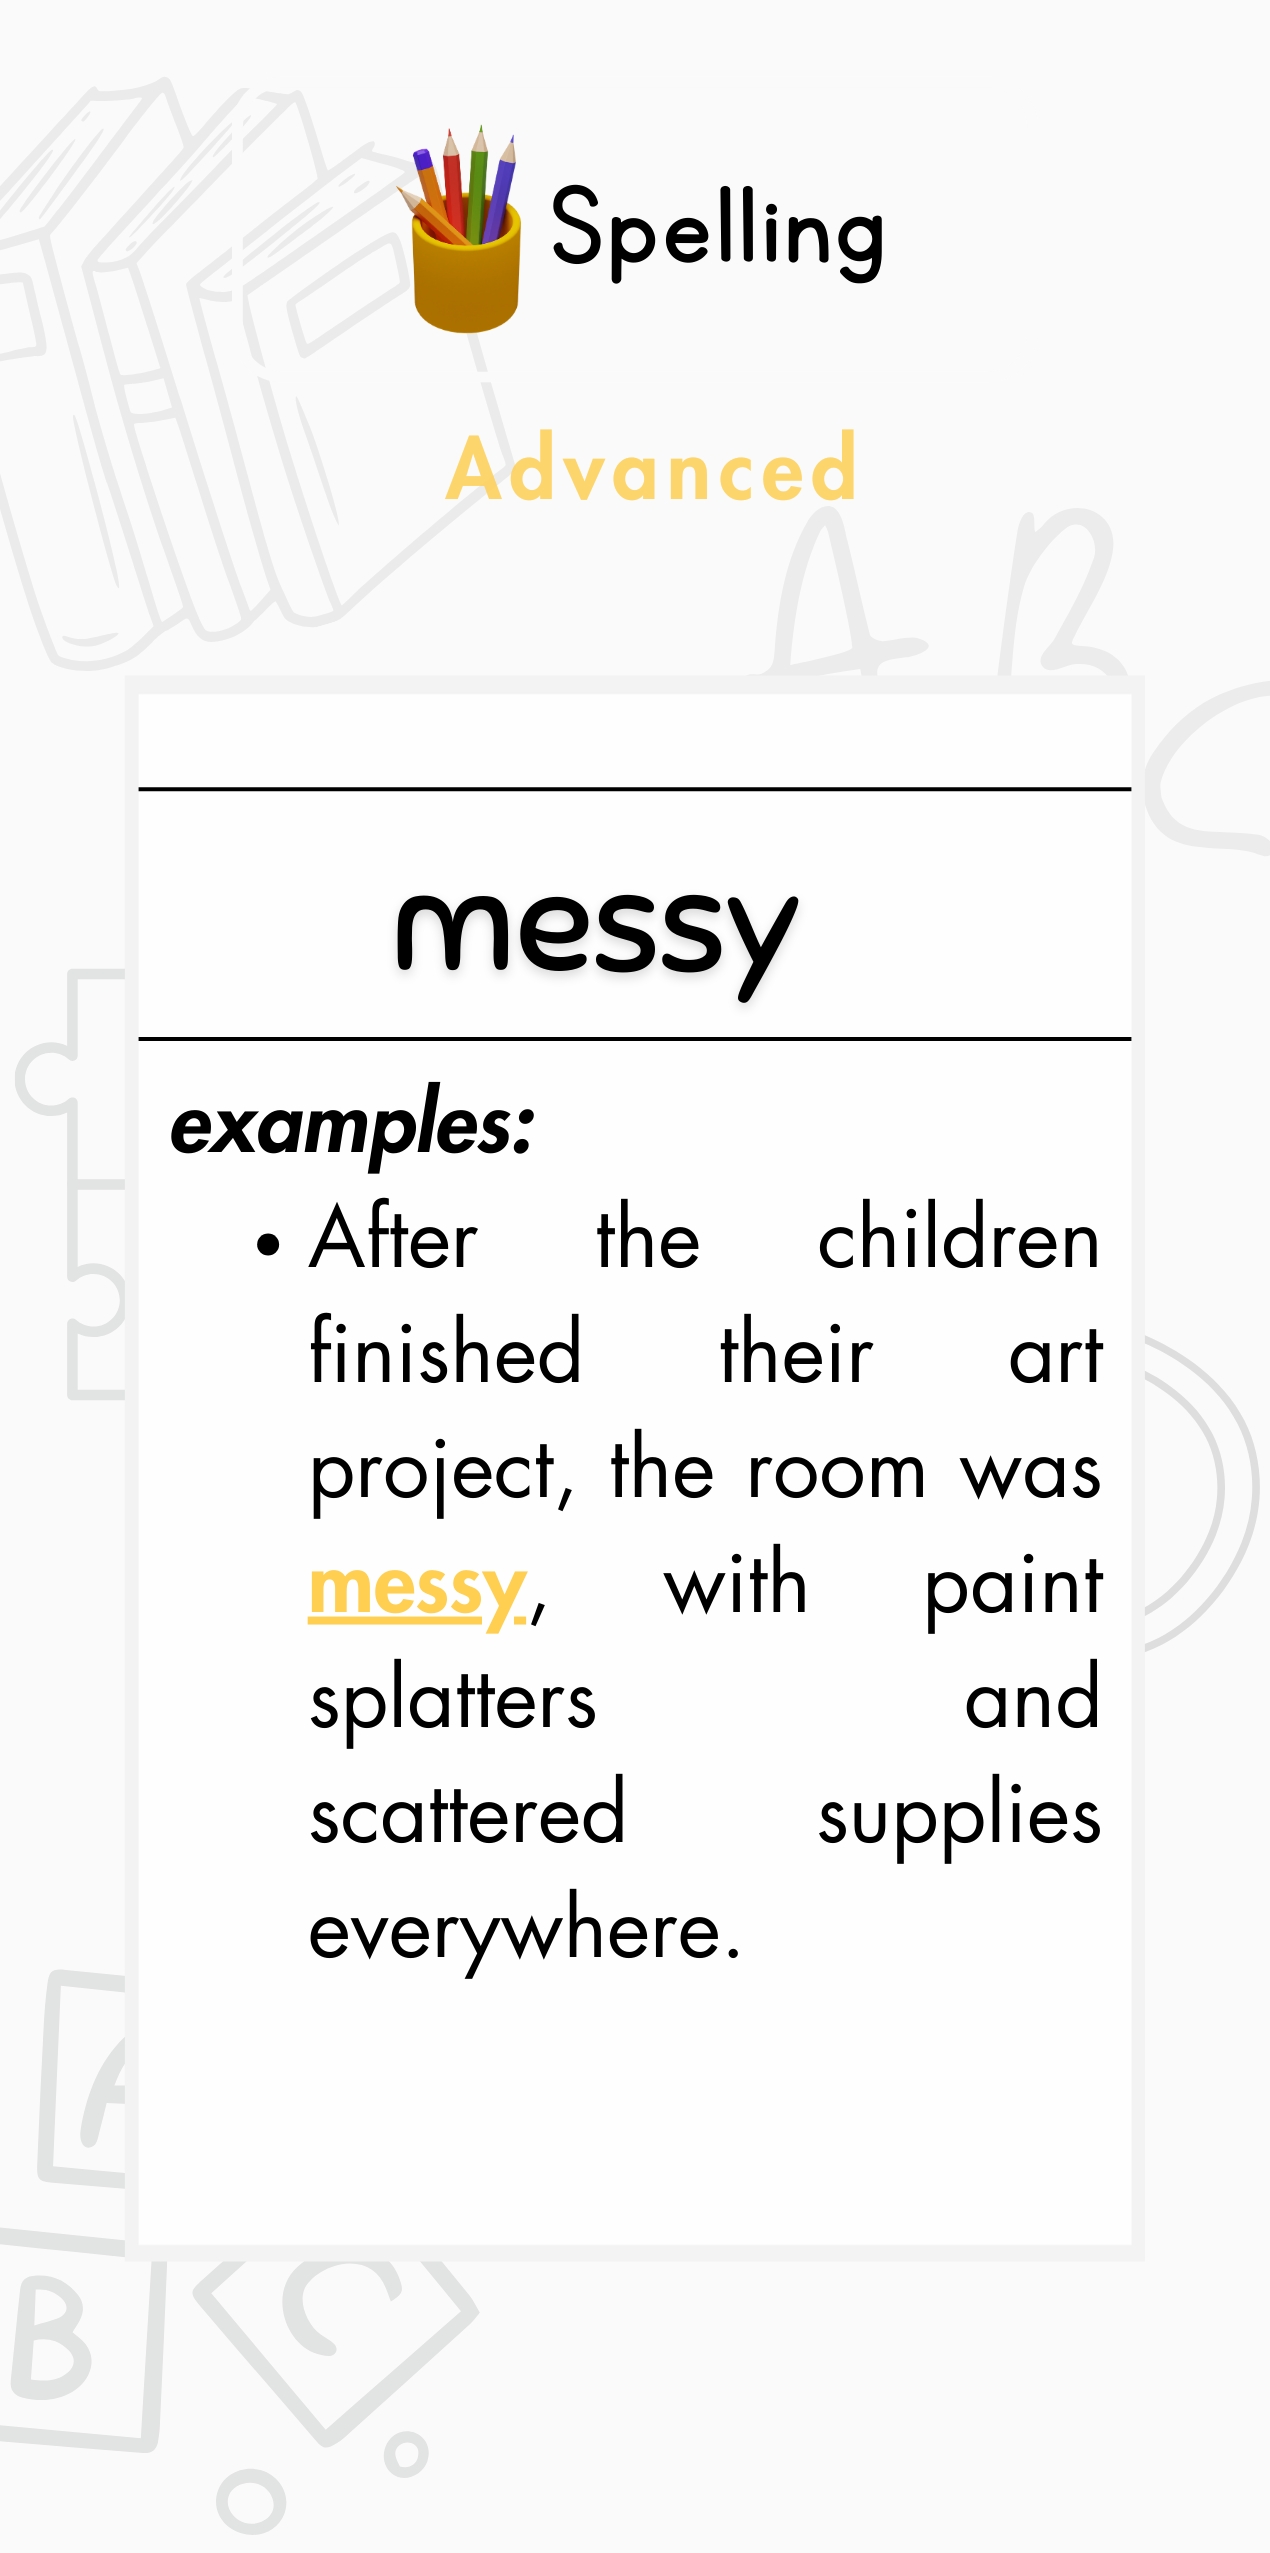 Spelling
Advanced
A B C
messy
examples:
• After the children
finished their art
project, the room was
messy, with paint
splatters and
scattered supplies
everywhere.
A
B C